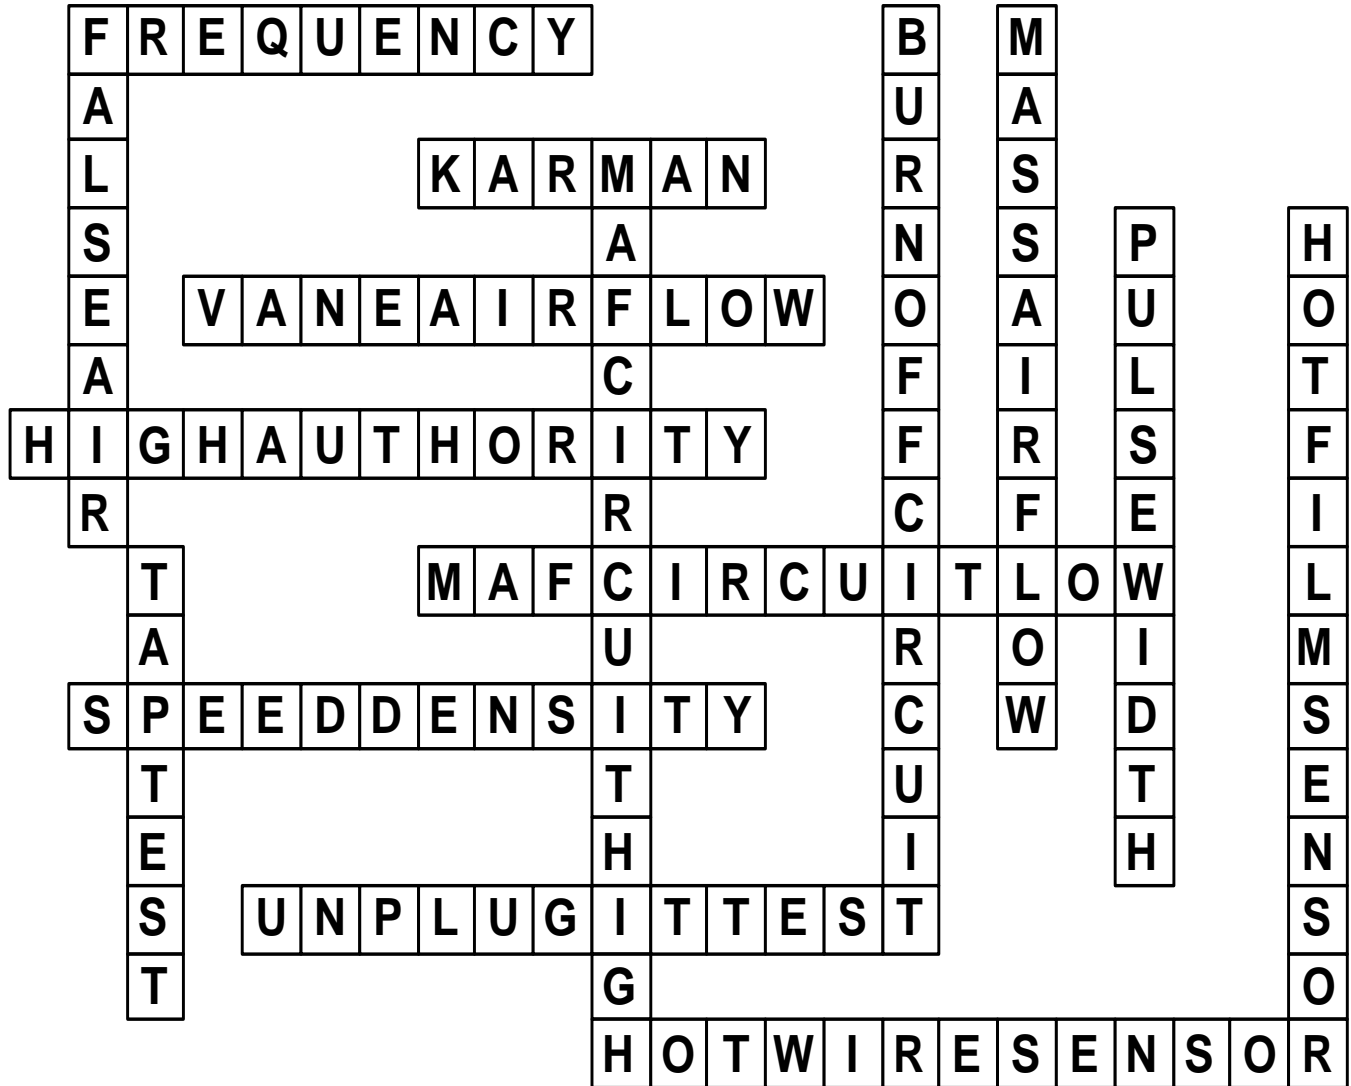 FREQUENCY
FALSEAIR
BURNOFFCIRCUIT
MASSAIRFLOW
KARMAN
MAFCIRCUITHIGH
PULSEWIDTH
HOTFILMSENSOR
VANEAIRFLOW
HIGHAUTHORITY
TAPTEST
MAFCIRCUITLOW
SPEEDDENSITY
UNPLUGITTEST
HOTWIRESENSOR